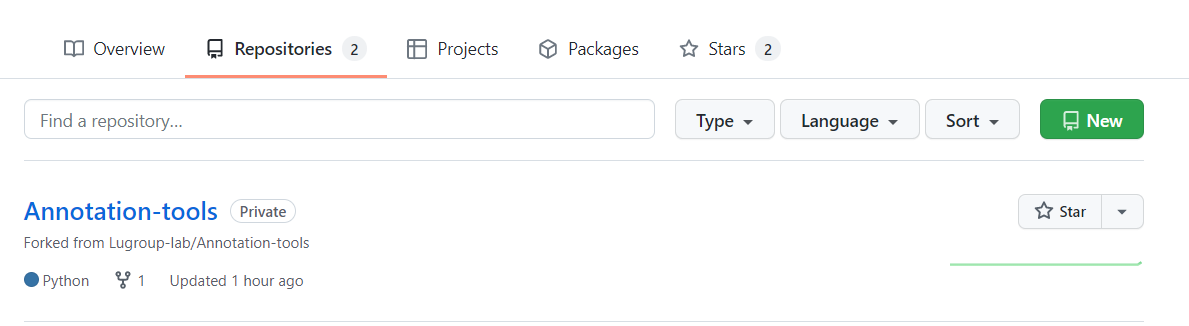 Overview Repositories 2 Projects Packages Stars 2
Find a repository... Type Language Sort New
Annotation-tools Private Star
Forked from Lugroup-lab/Annotation-tools
Python 1 Updated 1 hour ago